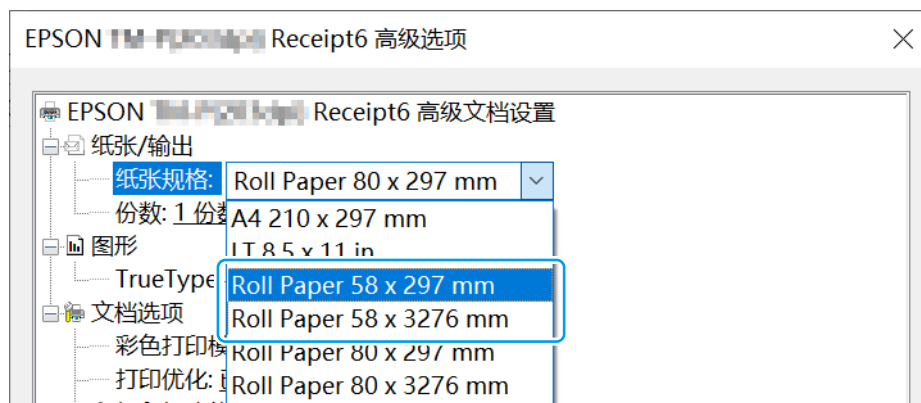 EPSON Receipt6 高级选项
EPSON Receipt6 高级文档设置
纸张/输出
纸张规格: Roll Paper 80 x 297 mm
份数: 1 份
A4 210 x 297 mm
LT 8.5 x 11 in
图形
TrueType
Roll Paper 58 x 297 mm
文档选项
Roll Paper 58 x 3276 mm
彩色打印模
Roll Paper 80 x 297 mm
打印优化:
Roll Paper 80 x 3276 mm